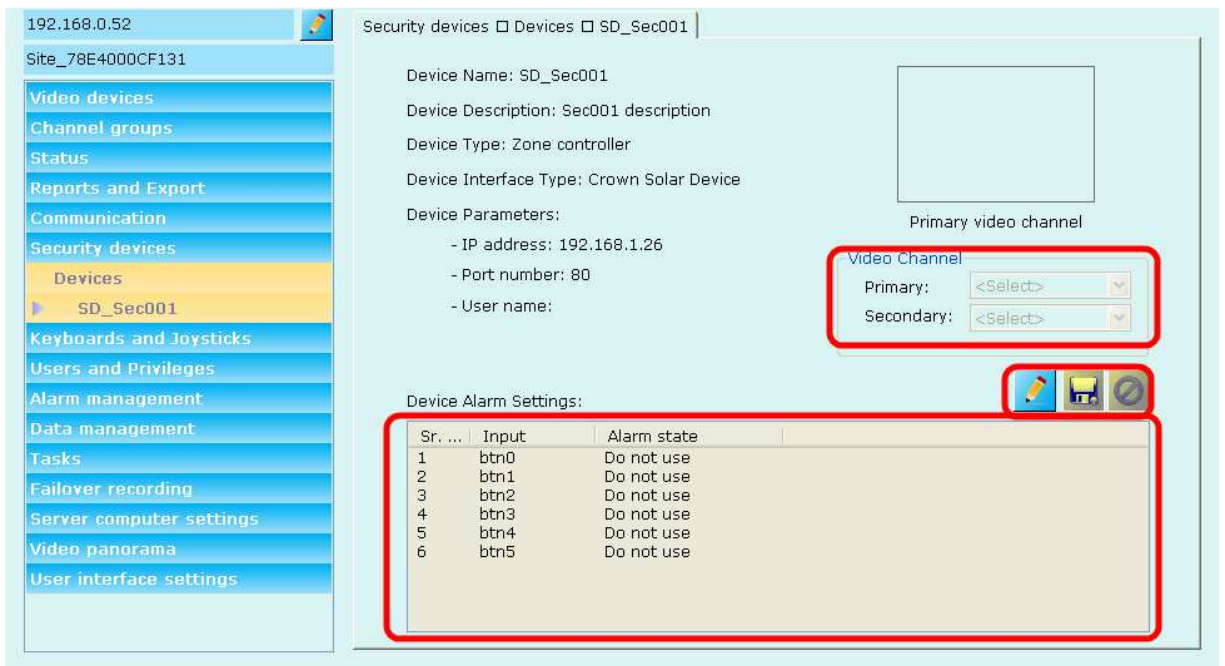 192.168.0.52
Site_78E4000CF131
Video devices
Channel groups
Status
Reports and Export
Communication
Security devices
Devices
SD_Sec001
Keyboards and Joysticks
Users and Privileges
Alarm management
Data management
Tasks
Failover recording
Server computer settings
Video panorama
User interface settings
Security devices □ Devices □ SD_Sec001
Device Name: SD_Sec001
Device Description: Sec001 description
Device Type: Zone controller
Device Interface Type: Crown Solar Device
Device Parameters:
- IP address: 192.168.1.26
- Port number: 80
- User name:
Primary video channel
Video Channel
Primary: <Select>
Secondary: <Select>
Device Alarm Settings:
Sr. ... Input Alarm state
1 btn0 Do not use
2 btn1 Do not use
3 btn2 Do not use
4 btn3 Do not use
5 btn4 Do not use
6 btn5 Do not use